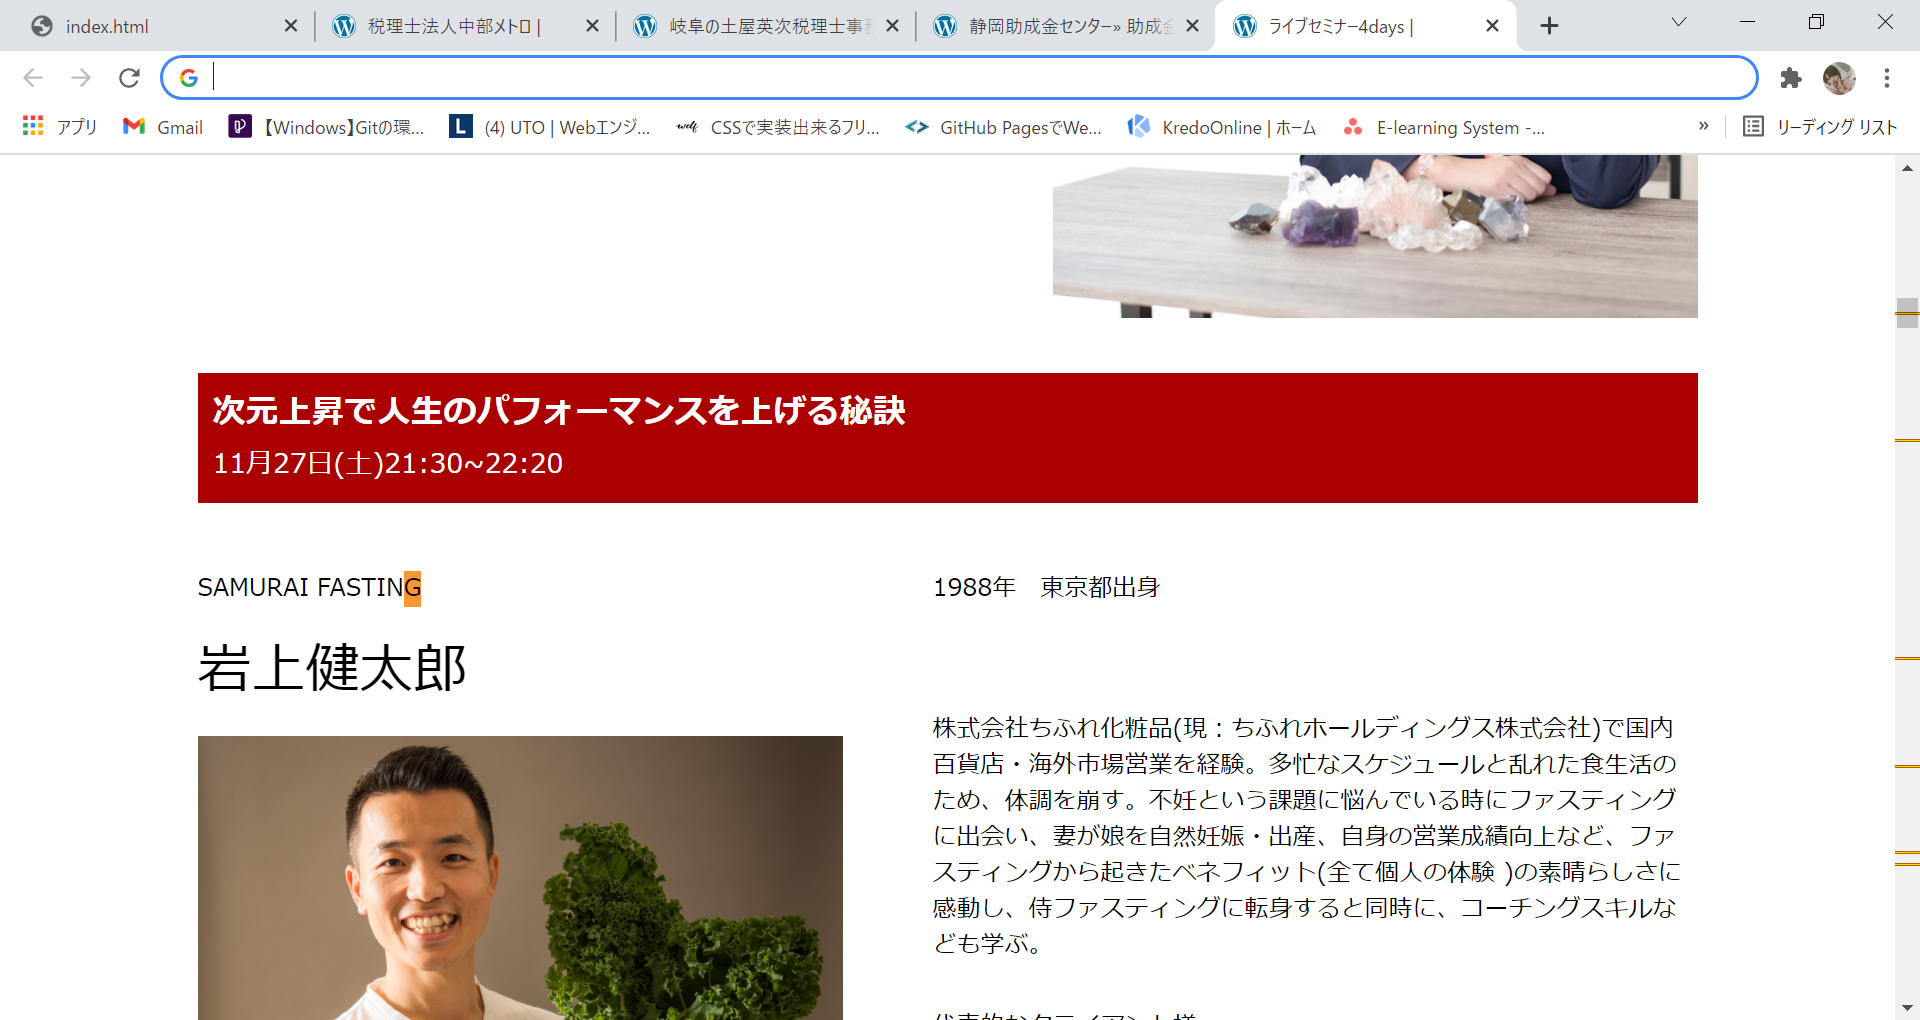 index.html
税理士法人中部メトロ |
岐阜の土屋英次税理士事
静岡助成金センター» 助成
ライブセミナー4days |
アプリ
Gmail
【Windows】Gitの環...
(4) UTO | Webエンジ...
CSSで実装出来るフリ...
GitHub PagesでWe...
KredoOnline | ホーム
E-learning System -...
»
リーディング リスト
次元上昇で人生のパフォーマンスを上げる秘訣
11月27日(土)21:30~22:20
SAMURAI FASTING
岩上健太郎
1988年　東京都出身
株式会社ちふれ化粧品(現：ちふれホールディングス株式会社)で国内
百貨店・海外市場営業を経験。多忙なスケジュールと乱れた食生活の
ため、体調を崩す。不妊という課題に悩んでいる時にファスティング
に出会い、妻が娘を自然妊娠・出産、自身の営業成績向上など、ファ
スティングから起きたベネフィット(全て個人の体験 )の素晴らしさに
感動し、侍ファスティングに転身すると同時に、コーチングスキルな
ども学ぶ。
代表的なクライアント様